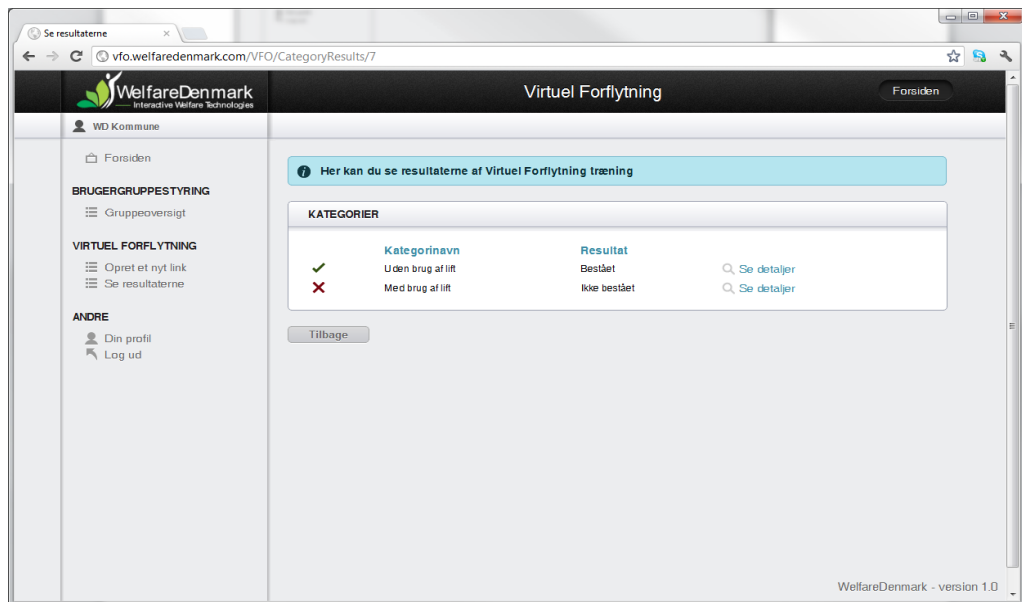 Se resultaterne
vfo.welfaredenmark.com/VFO/CategoryResults/7
WelfareDenmark
Interactive Welfare Technologies
Virtuel Forflytning
Forsiden
WD Kommune
Forsiden
BRUGERGRUPPESTYRING
Gruppeoversigt
VIRTUEL FORFLYTNING
Opret et nyt link
Se resultaterne
ANDRE
Din profil
Log ud
Her kan du se resultaterne af Virtuel Forflytning træning
KATEGORIER
Kategorinavn Resultat
Uden brug af lift Bestået Se detaljer
Med brug af lift Ikke bestået Se detaljer
Tilbage
WelfareDenmark - version 1.0